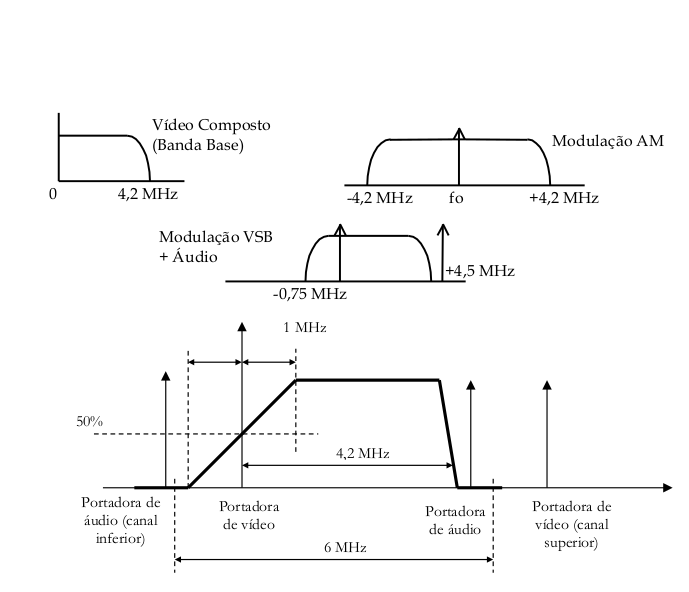 Vídeo Composto
(Banda Base)
0
4,2 MHz
Modulação AM
-4,2 MHz
fo
+4,2 MHz
Modulação VSB
+ Áudio
+4,5 MHz
-0,75 MHz
1 MHz
50%
4,2 MHz
Portadora de
áudio (canal
inferior)
Portadora
de vídeo
Portadora
de áudio
Portadora de
vídeo (canal
superior)
6 MHz